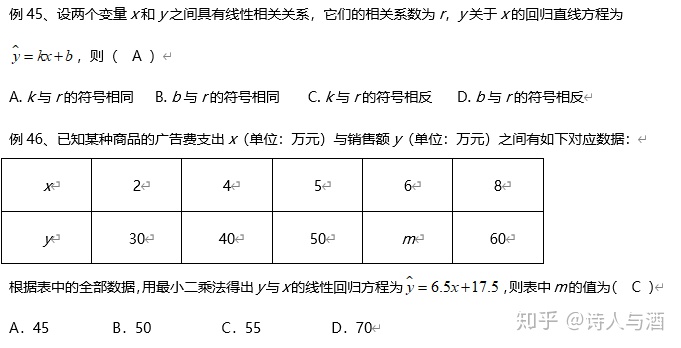 例 45、设两个变量 x 和 y 之间具有线性相关关系，它们的相关系数为 r，y 关于 x 的回归直线方程为
ŷ = kx + b，则（ A ）
A. k 与 r 的符号相同 B. b 与 r 的符号相同 C. k 与 r 的符号相反 D. b 与 r 的符号相反
例 46、已知某种商品的广告费支出 x（单位：万元）与销售额 y（单位：万元）之间有如下对应数据：
x 2 4 5 6 8
y 30 40 50 m 60
根据表中的全部数据,用最小二乘法得出 y 与 x 的线性回归方程为 ŷ = 6.5x + 17.5 ,则表中 m 的值为( C )
A．45 B．50 C．55 D．70
知乎 @诗人与酒